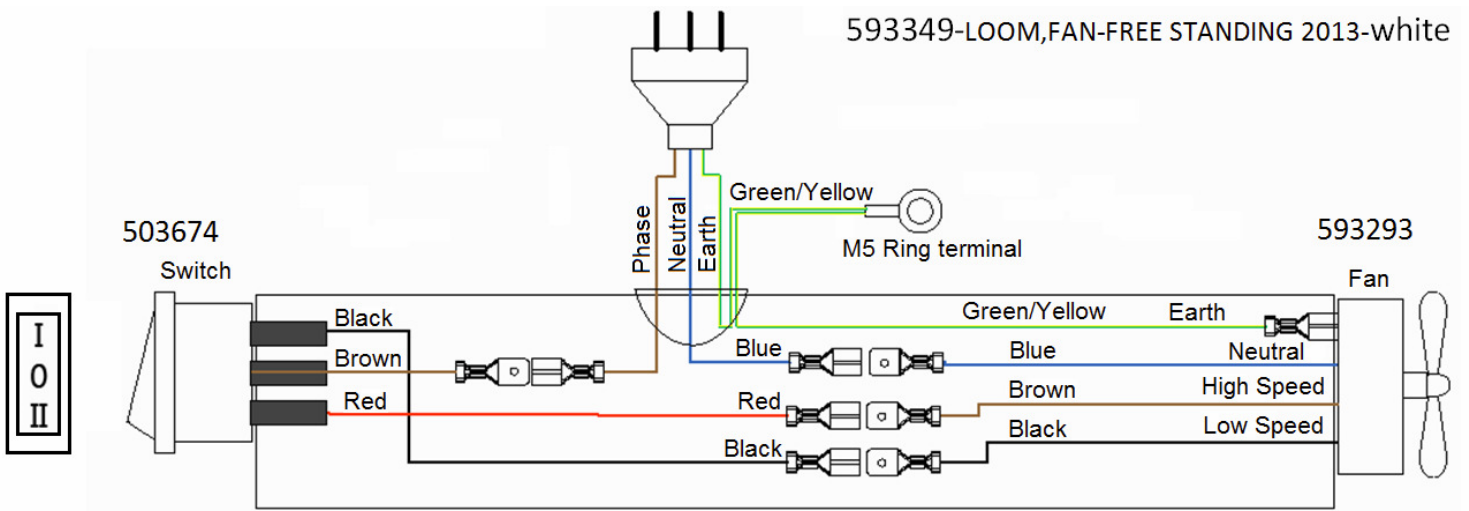 593349-LOOM,FAN-FREE STANDING 2013-white
Green/Yellow
Phase
Neutral
Earth
M5 Ring terminal
503674
Switch
593293
Fan
I
0
II
Black
Brown
Red
Green/Yellow Earth
Blue
Blue
Neutral
Red
Brown
High Speed
Black
Black
Low Speed